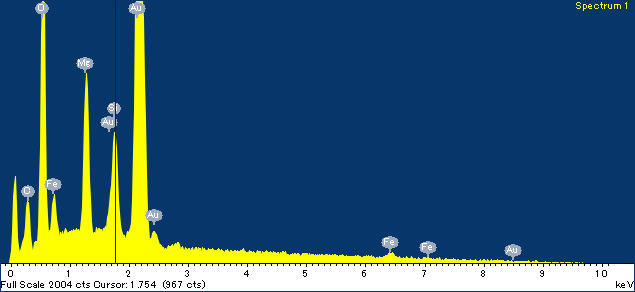 Spectrum 1
O Au
Mg
Si
Au
O Fe
Au
Fe Fe Au
0 1 2 3 4 5 6 7 8 9 10
Full Scale 2004 cts Cursor: 1.754 (967 cts) keV